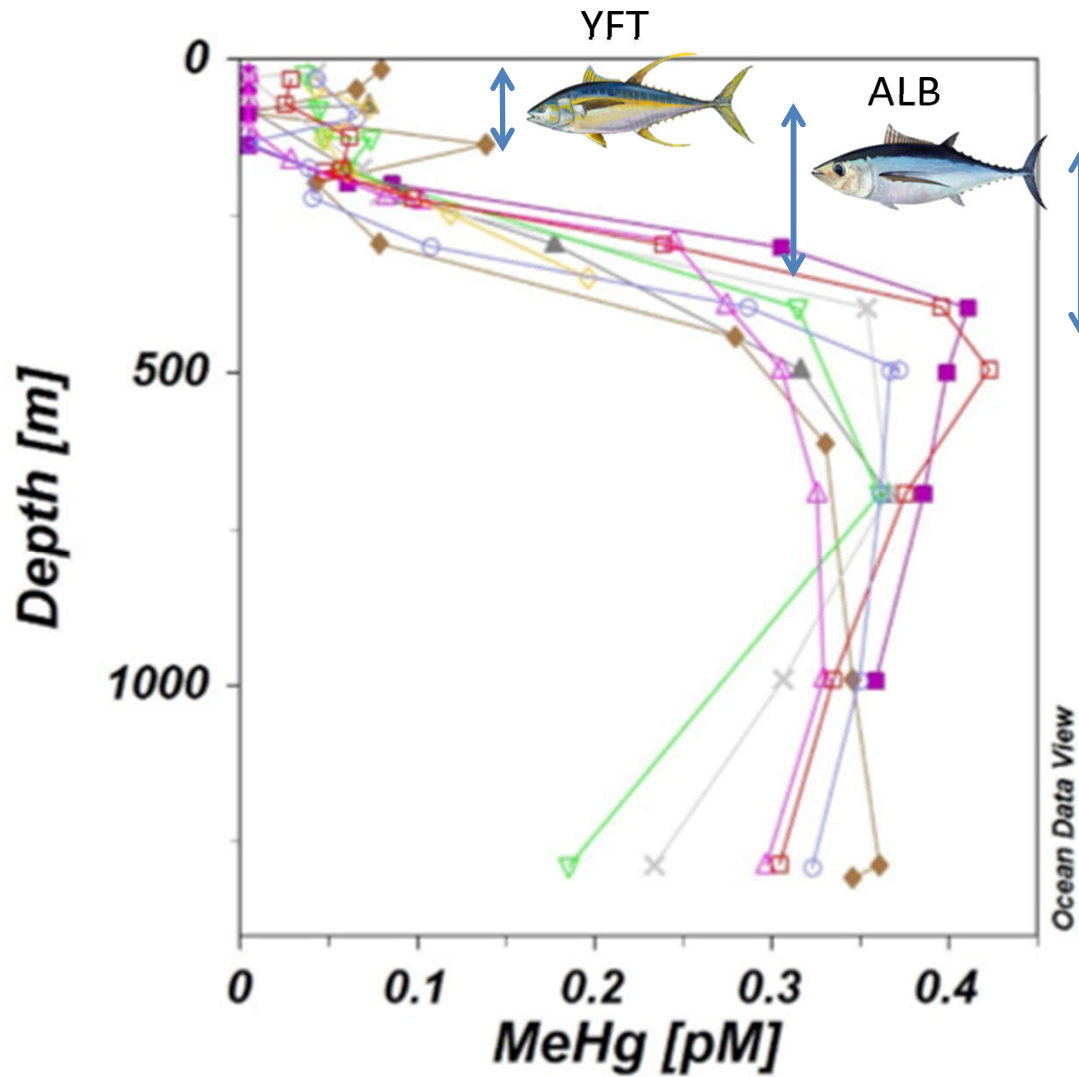 YFT
ALB
0
500
1000
Depth [m]
0 0.1 0.2 0.3 0.4
MeHg [pM]
Ocean Data View